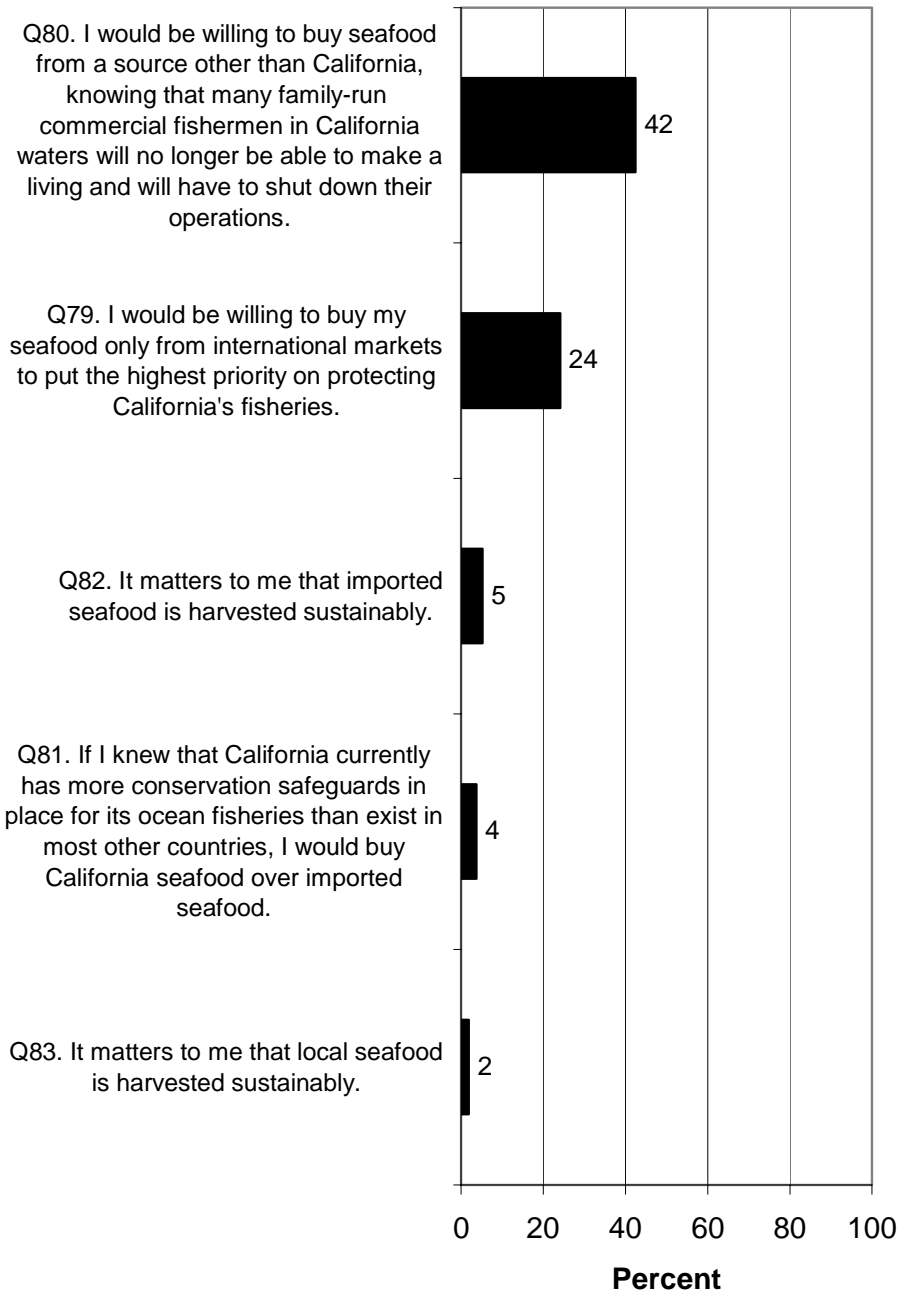 Q80. I would be willing to buy seafood
from a source other than California,
knowing that many family-run
commercial fishermen in California
waters will no longer be able to make a
living and will have to shut down their
operations.
42
Q79. I would be willing to buy my
seafood only from international markets
to put the highest priority on protecting
California's fisheries.
24
Q82. It matters to me that imported
seafood is harvested sustainably.
5
Q81. If I knew that California currently
has more conservation safeguards in
place for its ocean fisheries than exist in
most other countries, I would buy
California seafood over imported
seafood.
4
Q83. It matters to me that local seafood
is harvested sustainably.
2
0 20 40 60 80 100
Percent